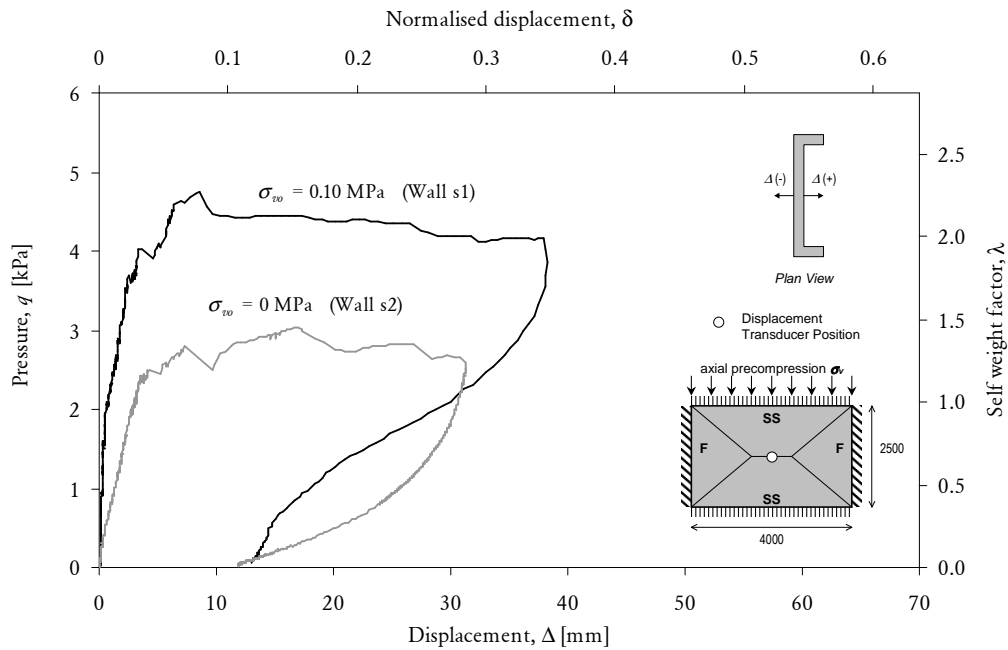 Normalised displacement, δ
0 0.1 0.2 0.3 0.4 0.5 0.6
6
5
4
3
2
1
0
Pressure, q [kPa]
σvo = 0.10 MPa (Wall s1)
σvo = 0 MPa (Wall s2)
Δ (-) Δ (+)
Plan View
Displacement
Transducer Position
axial precompression σv
SS
F F
SS
2500
4000
2.5
2.0
1.5
1.0
0.5
0.0
Self weight factor, λ
0 10 20 30 40 50 60 70
Displacement, Δ [mm]